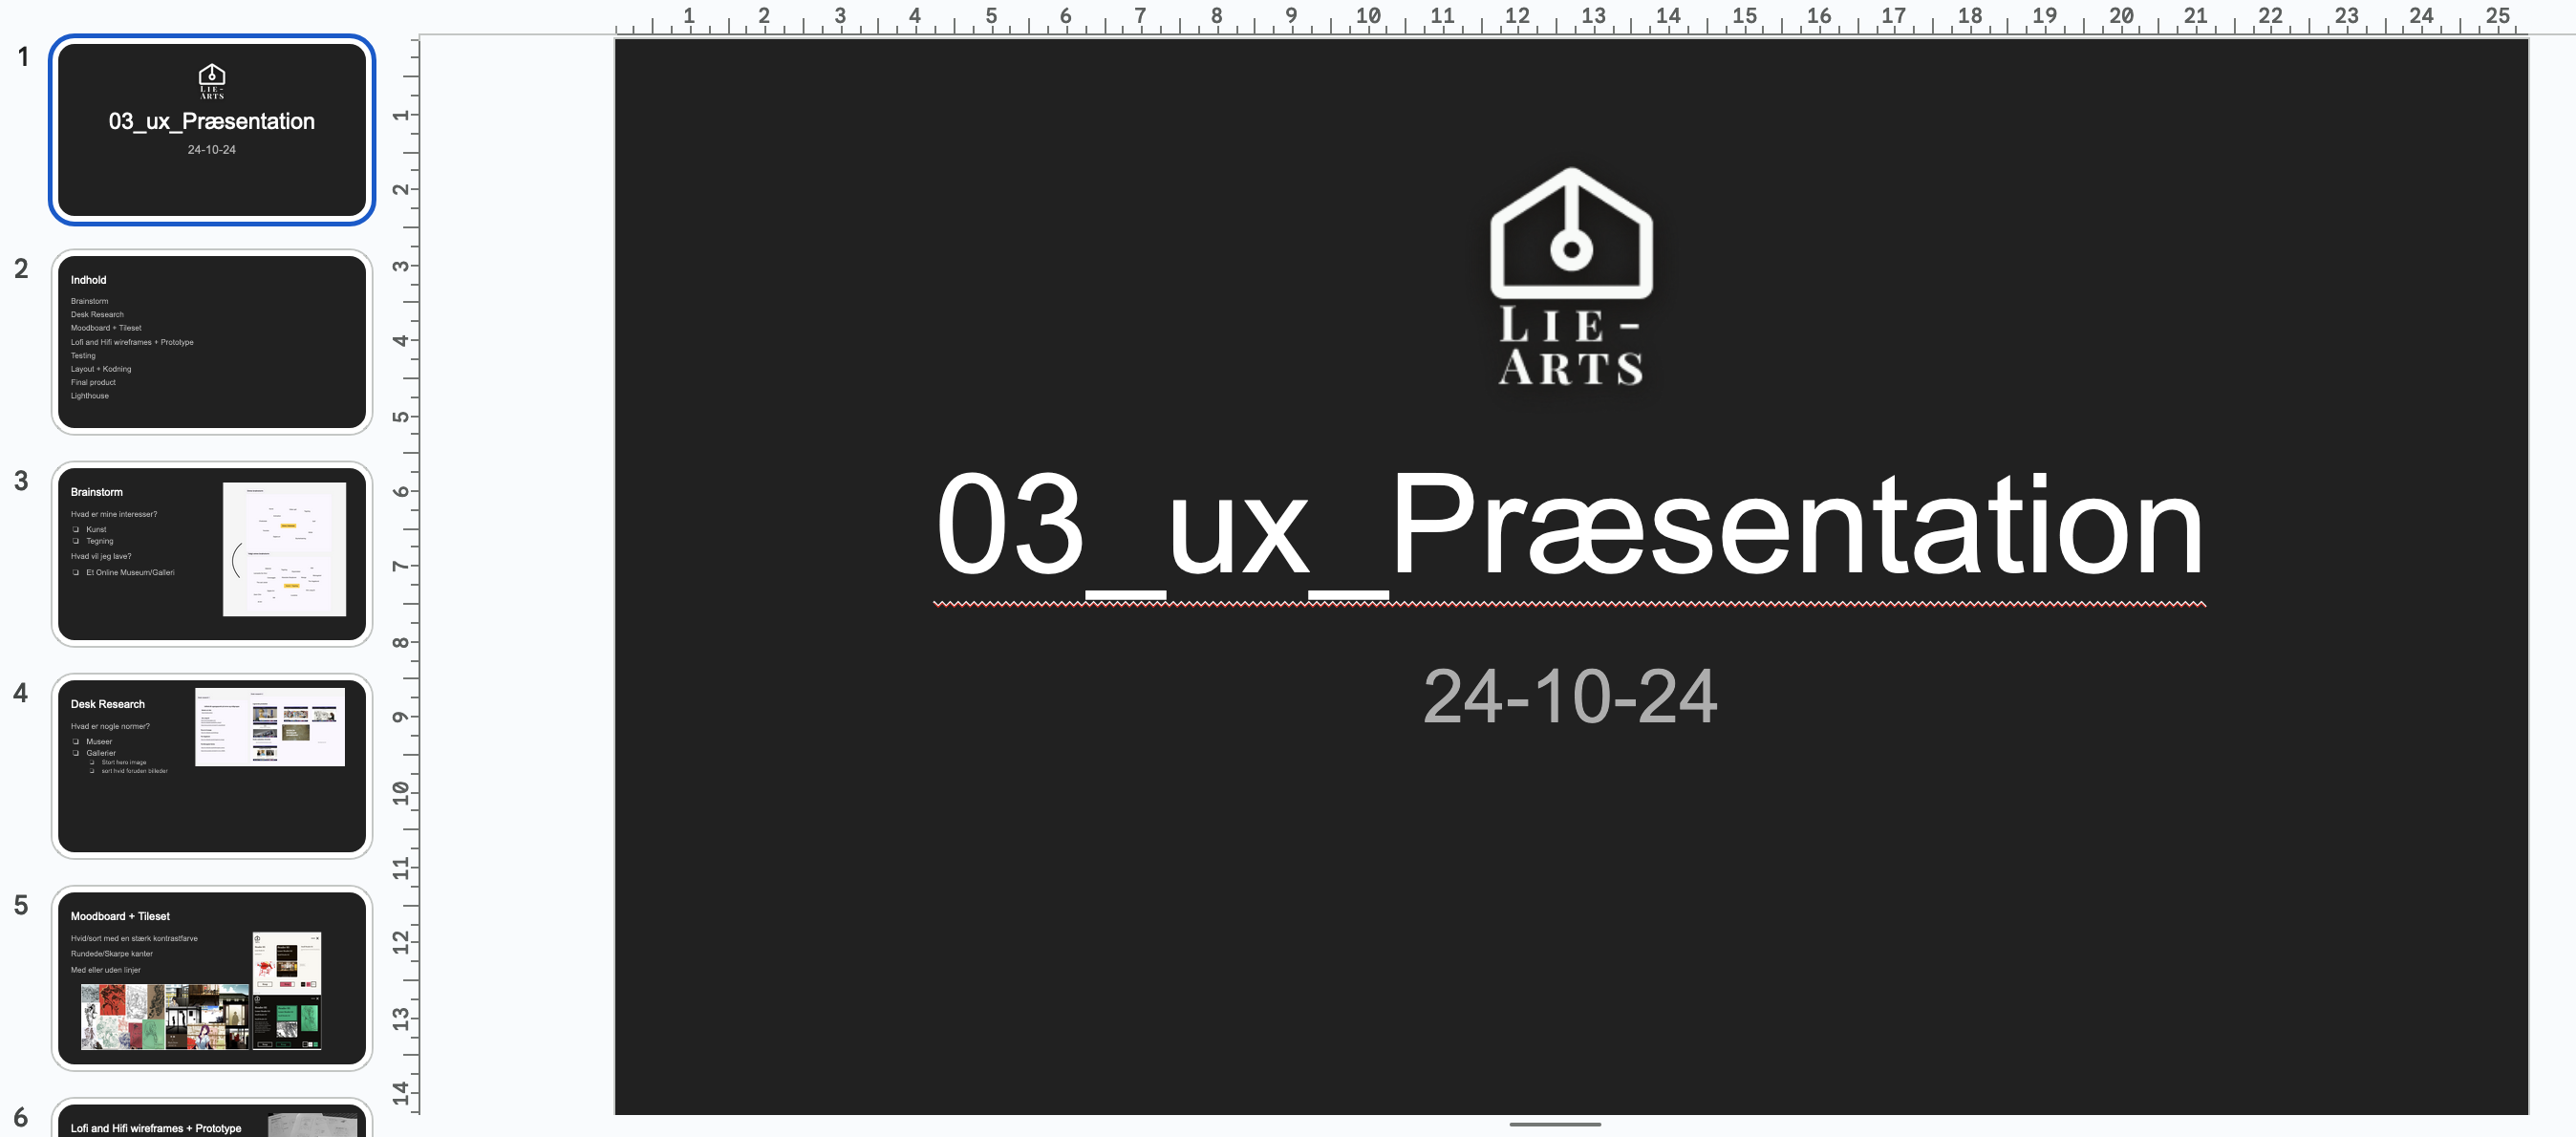 1 2 3 4 5 6 7 8 9 10 11 12 13 14 15 16 17 18 19 20 21 22 23 24 25
1
LIE-
ARTS
03_ux_Præsentation
24-10-24
2
Indhold
Brainstorm
Desk Research
Moodboard + Tileset
Lofi and Hifi wireframes + Prototype
Testing
Layout + Kodning
Final product
Lighthouse
3
Brainstorm
Hvad er mine interesser?
Kunst
Tegning
Hvad vil jeg lave?
Et Online Museum/Galleri
4
Desk Research
Hvad er nogle normer?
Museer
Gallerier
Stort hero image
sort hvid foruden billeder
5
Moodboard + Tileset
Hvid/sort med en stærk kontrastfarve
Rundede/Skarpe kanter
Med eller uden linjer
6
Lofi and Hifi wireframes + Prototype
1
2
3
4
5
6
7
8
9
10
11
12
13
14
LIE-
ARTS
03_ux_Præsentation
24-10-24